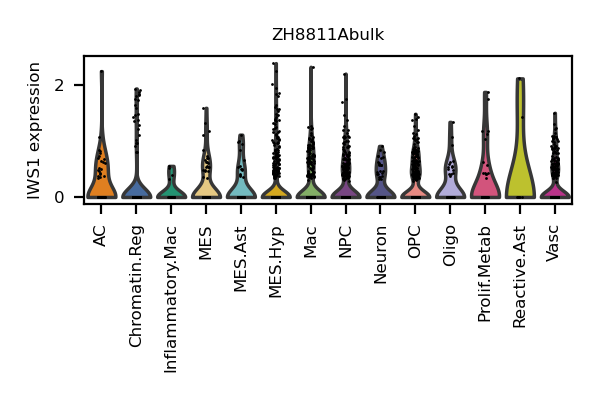 ZH8811Abulk
IWS1 expression
2
0
AC
Chromatin.Reg
Inflammatory.Mac
MES
MES.Ast
MES.Hyp
Mac
NPC
Neuron
OPC
Oligo
Prolif.Metab
Reactive.Ast
Vasc